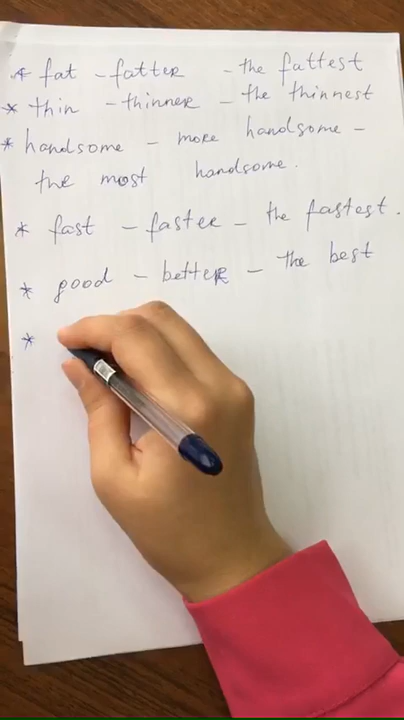 * fat - fatter - the fattest
* thin - thinner - the thinnest
* handsome - more handsome -
the most handsome.
* fast - faster - the fastest.
* good - better - the best
*